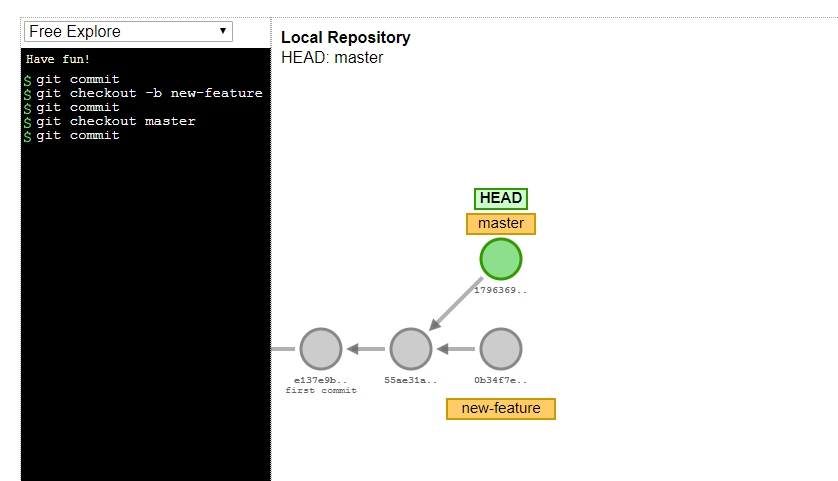 Free Explore
Have fun!
$ git commit
$ git checkout -b new-feature
$ git commit
$ git checkout master
$ git commit
Local Repository
HEAD: master
HEAD
master
1796369..
e137e9b..
first commit
55ae31a..
0b34f7e..
new-feature